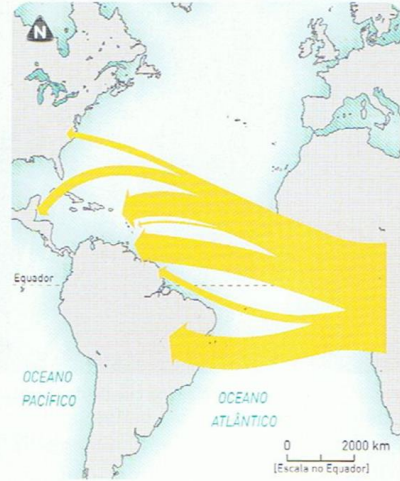 N
Equador
OCEANO
PACÍFICO
OCEANO
ATLÂNTICO
0 2000 km
[Escala no Equador]